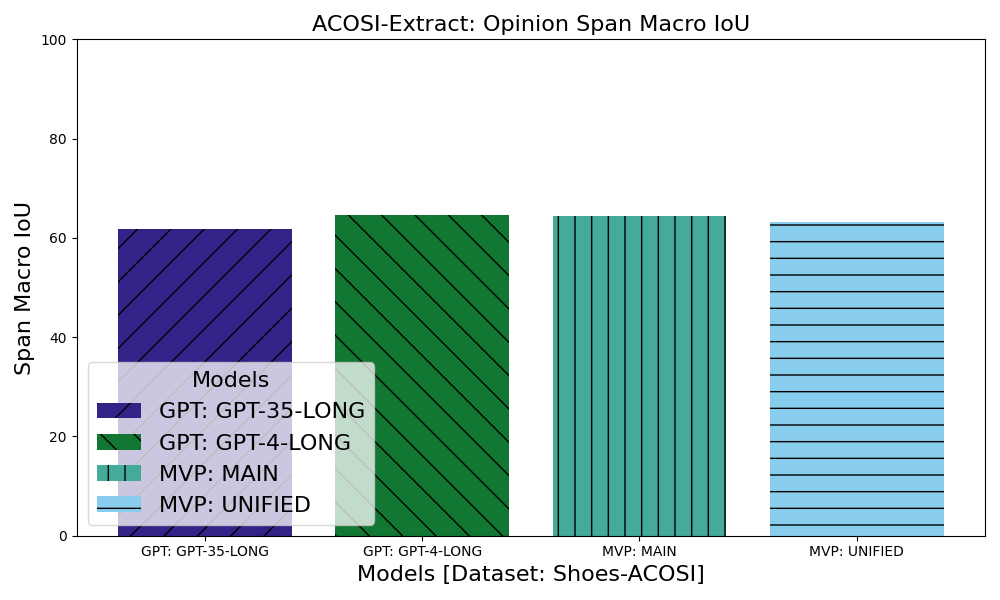 ACOSI-Extract: Opinion Span Macro IoU
Span Macro IoU
100
80
60
40
20
0
Models
GPT: GPT-35-LONG
GPT: GPT-4-LONG
MVP: MAIN
MVP: UNIFIED
GPT: GPT-35-LONG
GPT: GPT-4-LONG
MVP: MAIN
MVP: UNIFIED
Models [Dataset: Shoes-ACOSI]